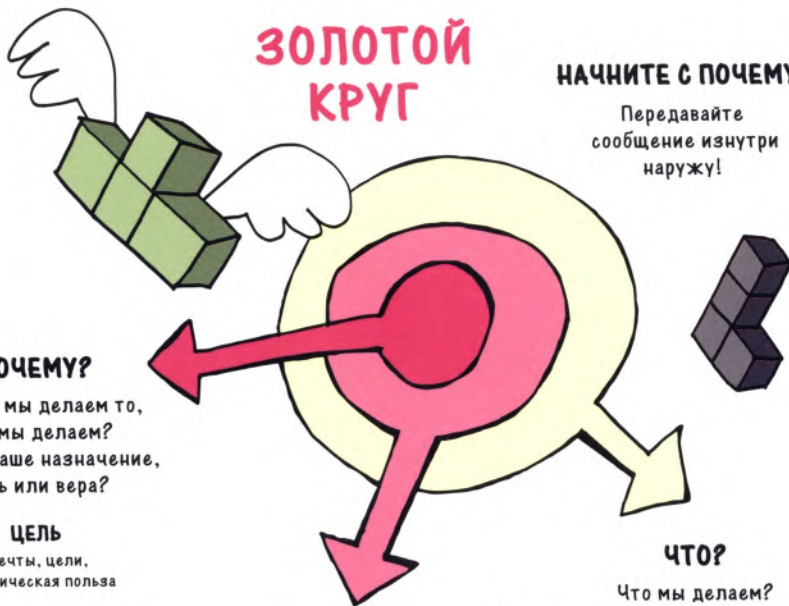 ЗОЛОТОЙ
КРУГ
НАЧНИТЕ С ПОЧЕМУ
Передавайте
сообщение изнутри
наружу!
ОЧЕМУ?
мы делаем то,
мы делаем?
аше назначение,
ь или вера?
ЦЕЛЬ
ечты, цели,
ическая польза
ЧТО?
Что мы делаем?